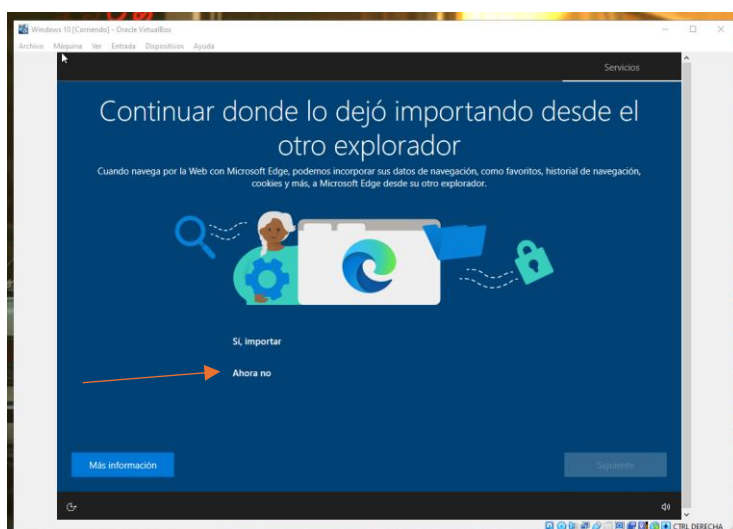 Windows 10 [Corriendo] - Oracle VirtualBox
Archivo Máquina Ver Entrada Dispositivos Ayuda
Servicios
Continuar donde lo dejó importando desde el
otro explorador
Cuando navega por la Web con Microsoft Edge, podemos incorporar sus datos de navegación, como favoritos, historial de navegación,
cookies y más, a Microsoft Edge desde su otro explorador.
Sí, importar
Ahora no
Más información
Siguiente
CTRL DERECHA